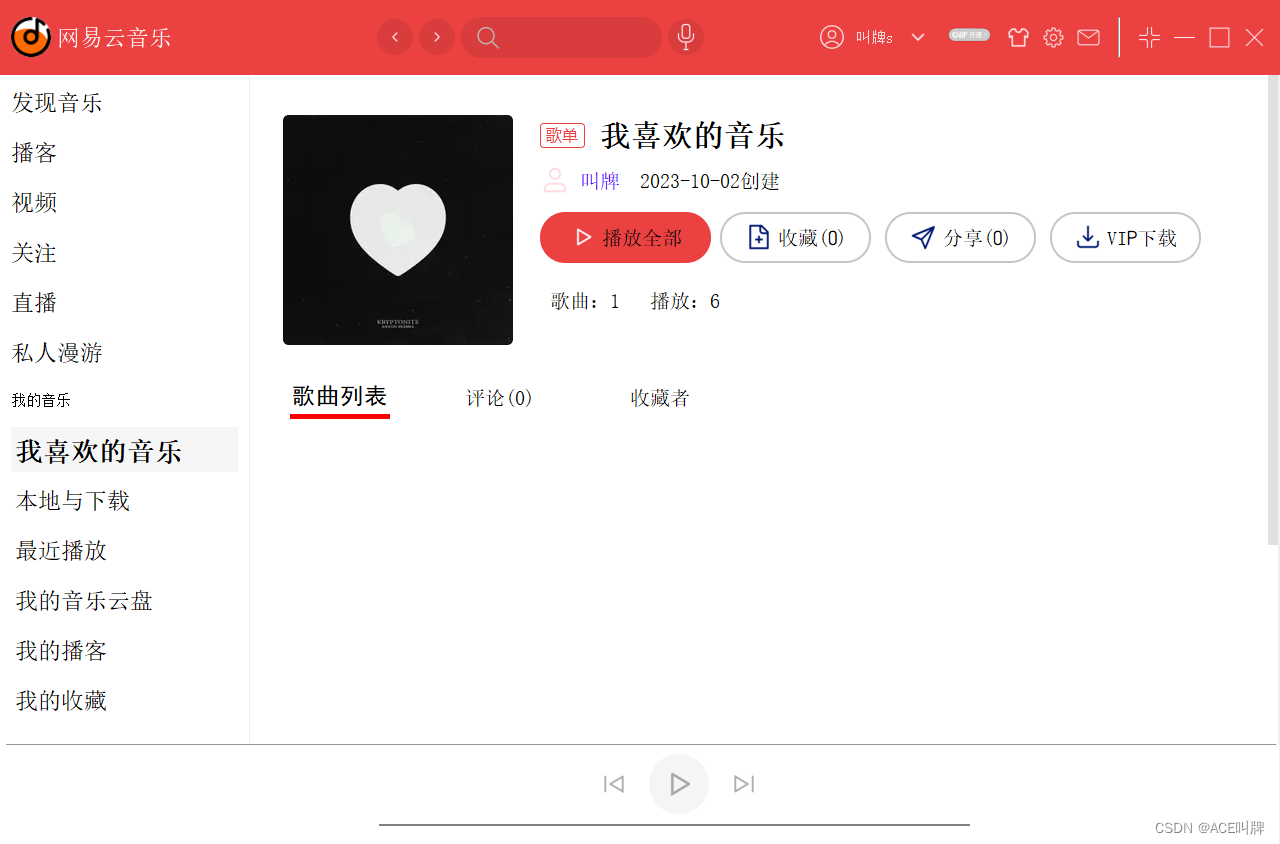 网易云音乐
叫牌s
发现音乐
播客
视频
关注
直播
私人漫游
我的音乐
我喜欢的音乐
本地与下载
最近播放
我的音乐云盘
我的播客
我的收藏
KRYPTONITE
歌单 我喜欢的音乐
叫牌 2023-10-02创建
播放全部 收藏(0) 分享(0) VIP下载
歌曲: 1 播放: 6
歌曲列表 评论(0) 收藏者
CSDN @ACE叫牌